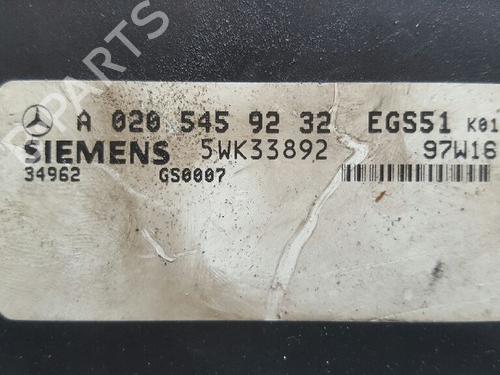 A 020 545 92 32 EGS51 K01
SIEMENS 5WK33892 97W16
34962 GS0007